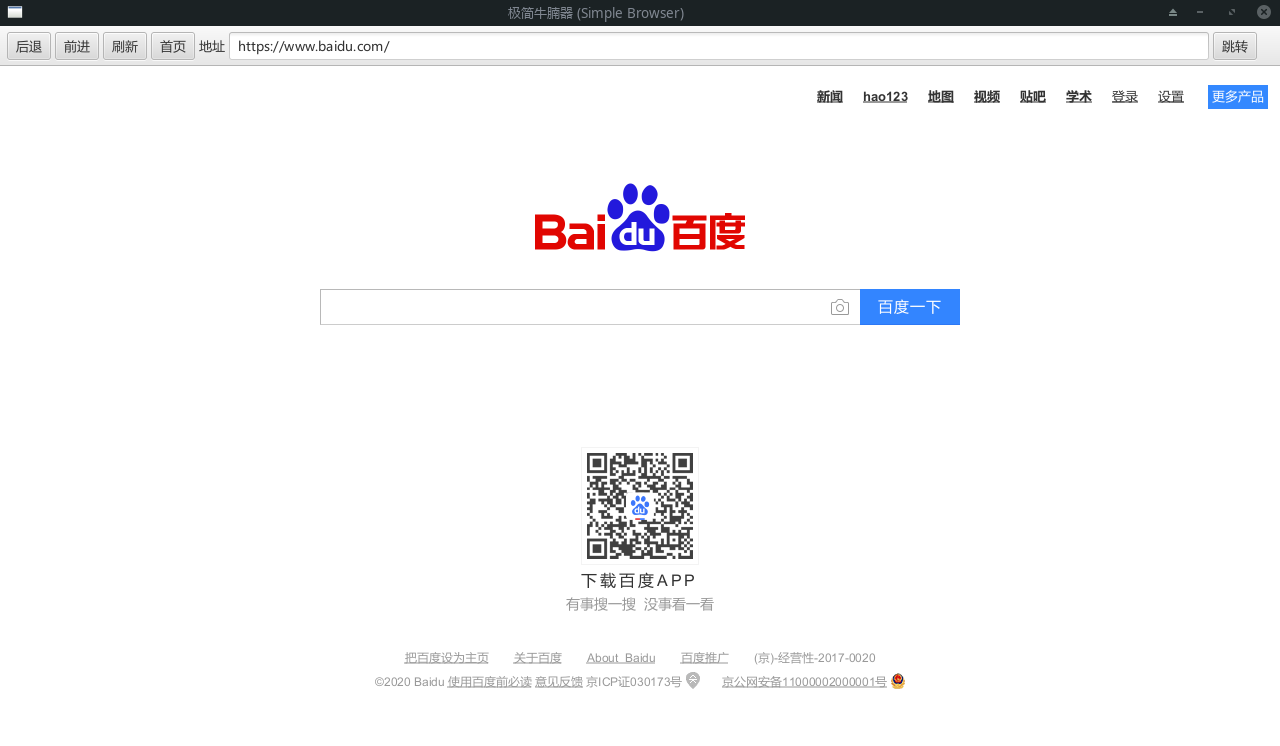 极简牛腩器 (Simple Browser)
后退 前进 刷新 首页 地址 https://www.baidu.com/ 跳转
新闻 hao123 地图 视频 贴吧 学术 登录 设置 更多产品
Bai du 百度
百度一下
du
下载百度APP
有事搜一搜 没事看一看
把百度设为主页 关于百度 About Baidu 百度推广 (京)-经营性-2017-0020
©2020 Baidu 使用百度前必读 意见反馈 京ICP证030173号 京公网安备11000002000001号